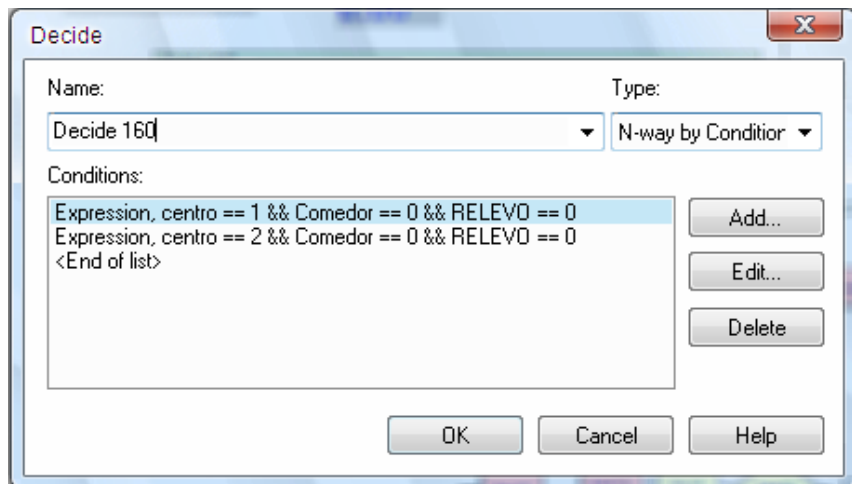 Decide
Name:
Type:
Decide 160
N-way by Condition
Conditions:
Expression, centro == 1 && Comedor == 0 && RELEVO == 0
Expression, centro == 2 && Comedor == 0 && RELEVO == 0
<End of list>
Add...
Edit...
Delete
OK
Cancel
Help